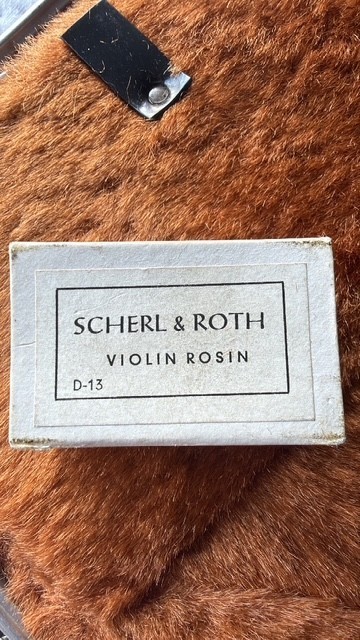 SCHERL & ROTH
VIOLIN ROSIN
D-13